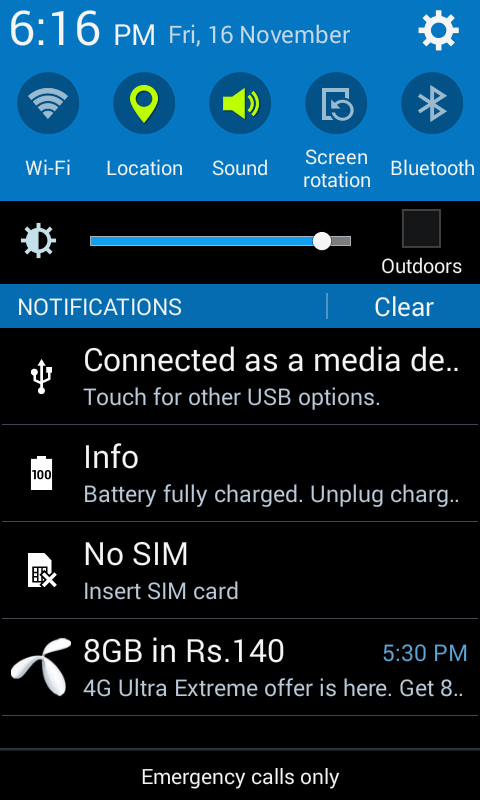 6:16 PM Fri, 16 November
Wi-Fi
Location
Sound
Screen
rotation
Bluetooth
Outdoors
NOTIFICATIONS
Clear
Connected as a media de..
Touch for other USB options.
100
Info
Battery fully charged. Unplug charg..
No SIM
Insert SIM card
8GB in Rs.140
5:30 PM
4G Ultra Extreme offer is here. Get 8..
Emergency calls only